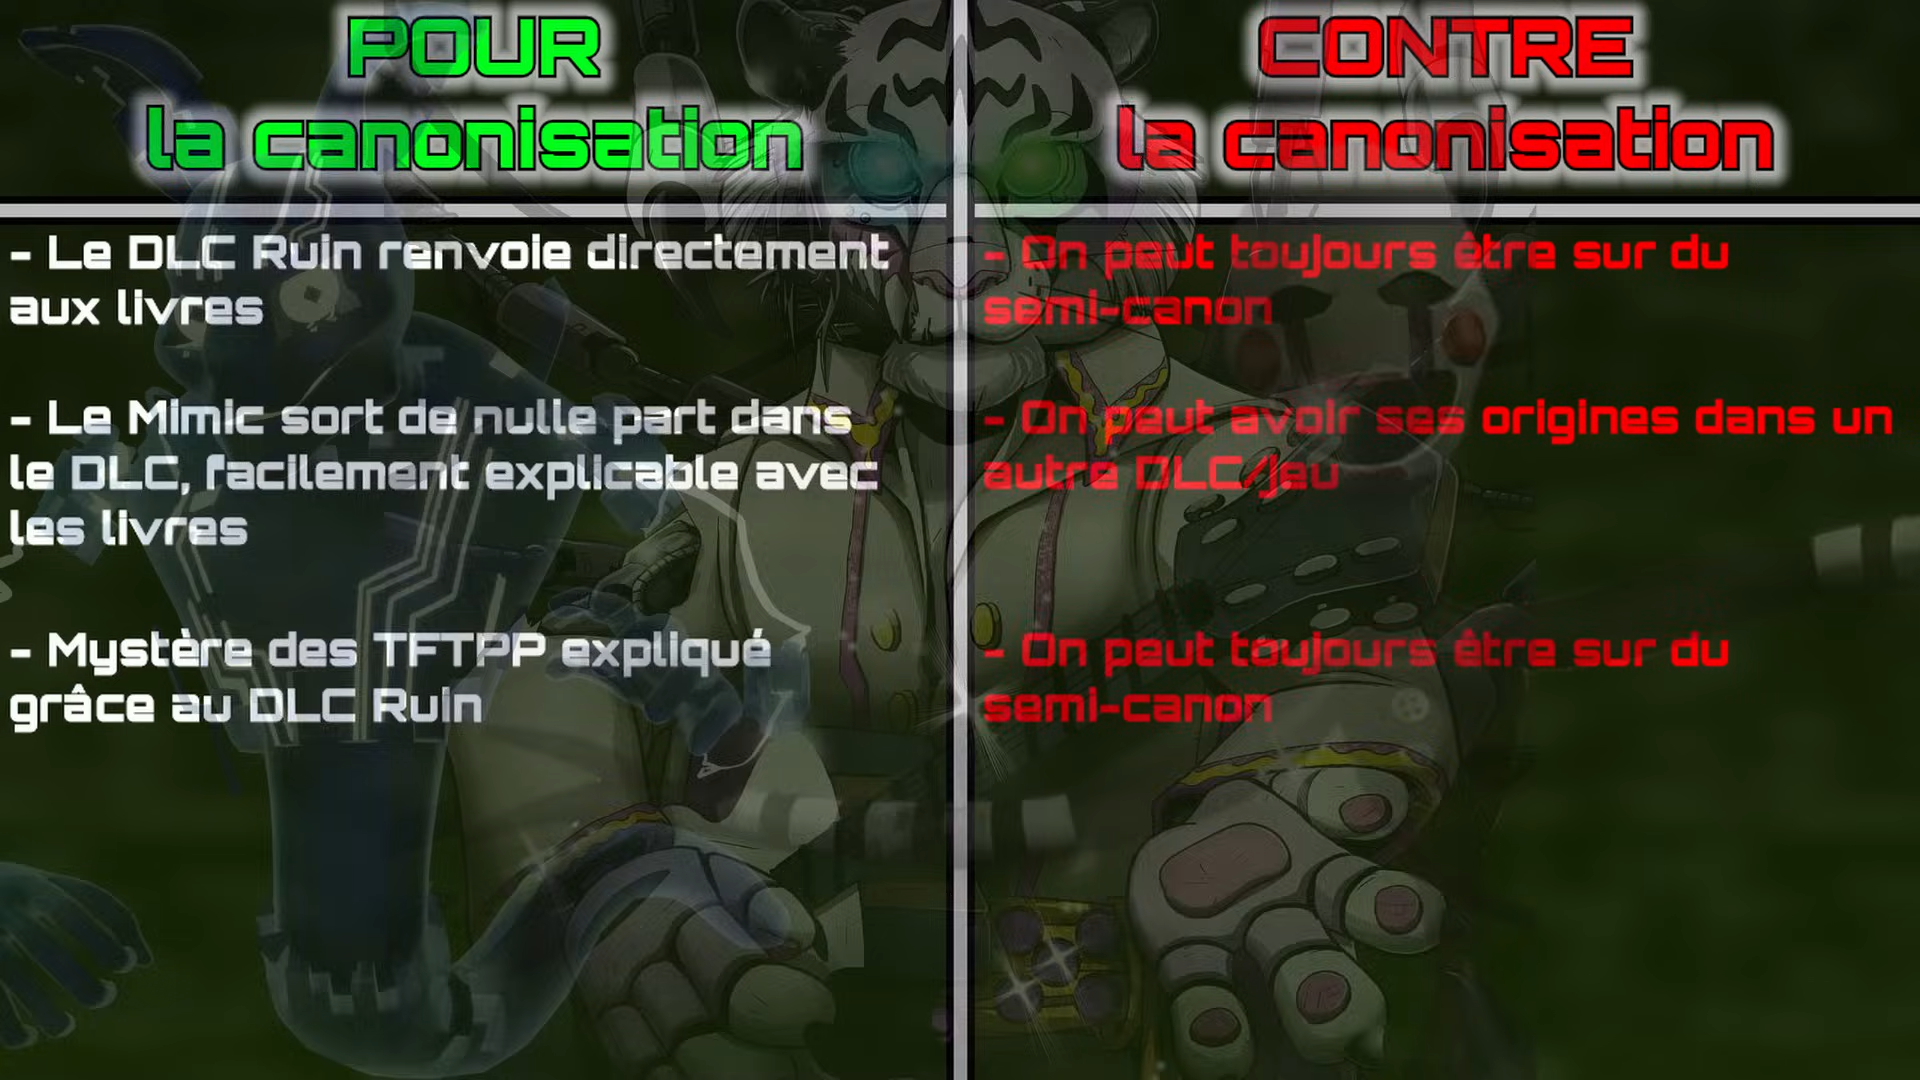 POUR
la canonisation
CONTRE
la canonisation
- Le DLC Ruin renvoie directement
aux livres
- Le Mimic sort de nulle part dans
le DLC, facilement explicable avec
les livres
- Mystère des TFTPP expliqué
grâce au DLC Ruin
- On peut toujours être sur du
semi-canon
- On peut avoir ses origines dans un
autre DLC/jeu
- On peut toujours être sur du
semi-canon